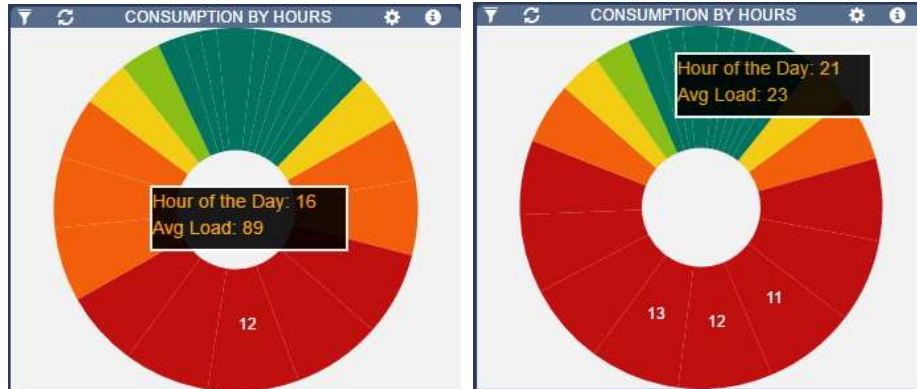 CONSUMPTION BY HOURS
Hour of the Day: 16
Avg Load: 89
12
CONSUMPTION BY HOURS
Hour of the Day: 21
Avg Load: 23
13
12
11